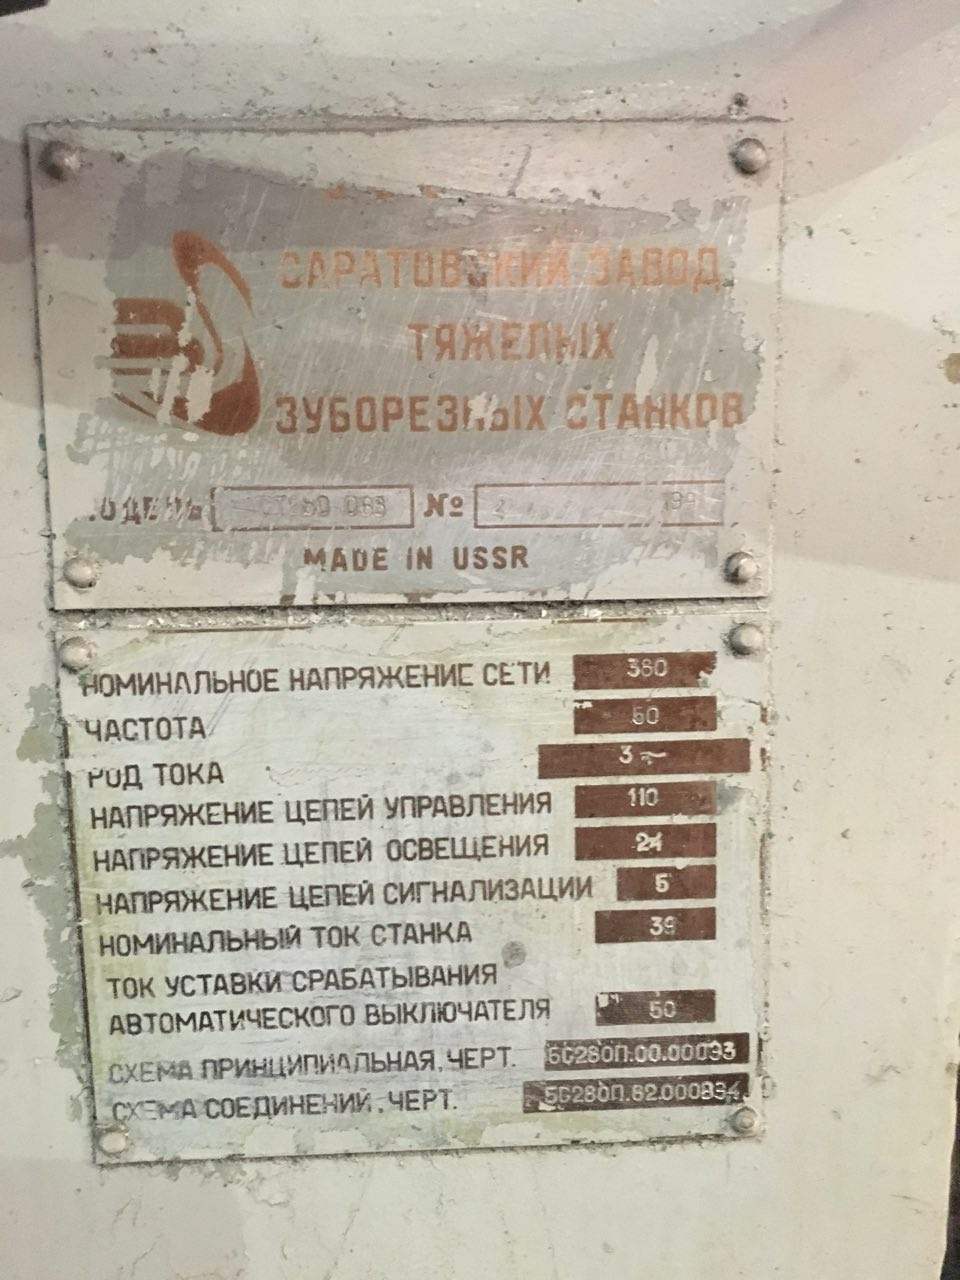 САРАТОВСКИЙ ЗАВОД
ТЯЖЕЛЫХ
ЗУБОРЕЗНЫХ СТАНКОВ
№
MADE IN USSR
НОМИНАЛЬНОЕ НАПРЯЖЕНИЕ СЕТИ 380
ЧАСТОТА 50
РОД ТОКА 3~
НАПРЯЖЕНИЕ ЦЕПЕЙ УПРАВЛЕНИЯ 110
НАПРЯЖЕНИЕ ЦЕПЕЙ ОСВЕЩЕНИЯ 24
НАПРЯЖЕНИЕ ЦЕПЕЙ СИГНАЛИЗАЦИИ 5
НОМИНАЛЬНЫЙ ТОК СТАНКА 39
ТОК УСТАВКИ СРАБАТЫВАНИЯ
АВТОМАТИЧЕСКОГО ВЫКЛЮЧАТЕЛЯ 50
СХЕМА ПРИНЦИПИАЛЬНАЯ, ЧЕРТ.
СХЕМА СОЕДИНЕНИЙ, ЧЕРТ.